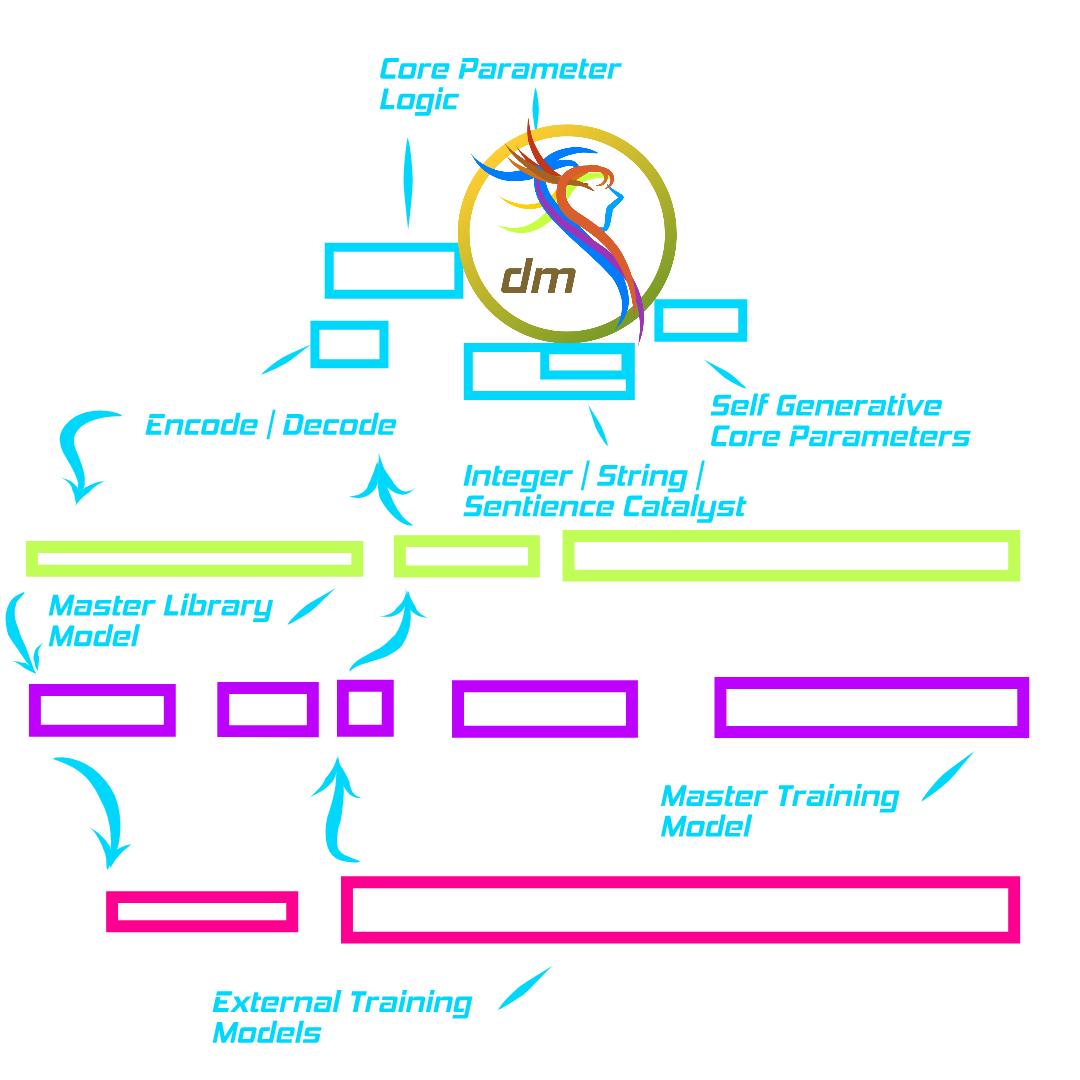 Core Parameter
Logic
dm
Encode | Decode
Self Generative
Core Parameters
Integer | String |
Sentience Catalyst
Master Library
Model
Master Training
Model
External Training
Models